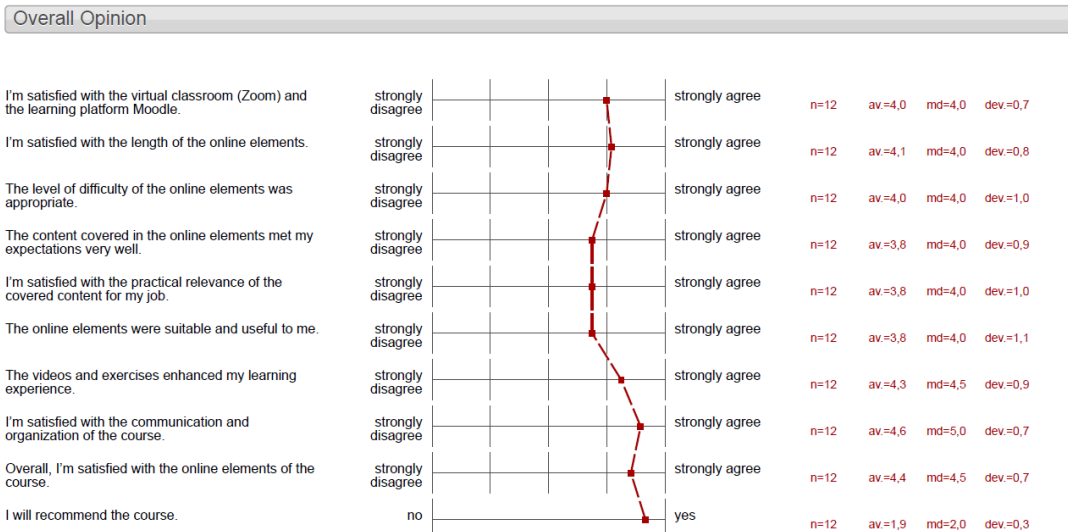 Overall Opinion
I'm satisfied with the virtual classroom (Zoom) and
the learning platform Moodle.
strongly
disagree
strongly agree
n=12 av.=4,0 md=4,0 dev.=0,7
I'm satisfied with the length of the online elements.
strongly
disagree
strongly agree
n=12 av.=4,1 md=4,0 dev.=0,8
The level of difficulty of the online elements was
appropriate.
strongly
disagree
strongly agree
n=12 av.=4,0 md=4,0 dev.=1,0
The content covered in the online elements met my
expectations very well.
strongly
disagree
strongly agree
n=12 av.=3,8 md=4,0 dev.=0,9
I'm satisfied with the practical relevance of the
covered content for my job.
strongly
disagree
strongly agree
n=12 av.=3,8 md=4,0 dev.=1,0
The online elements were suitable and useful to me.
strongly
disagree
strongly agree
n=12 av.=3,8 md=4,0 dev.=1,1
The videos and exercises enhanced my learning
experience.
strongly
disagree
strongly agree
n=12 av.=4,3 md=4,5 dev.=0,9
I'm satisfied with the communication and
organization of the course.
strongly
disagree
strongly agree
n=12 av.=4,6 md=5,0 dev.=0,7
Overall, I'm satisfied with the online elements of the
course.
strongly
disagree
strongly agree
n=12 av.=4,4 md=4,5 dev.=0,7
I will recommend the course.
no
yes
n=12 av.=1,9 md=2,0 dev.=0,3